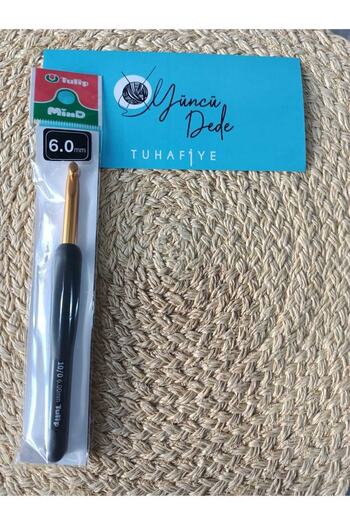 Tulip
MinD
6.0mm
10/0 6.00mm Tulip
Yüncü
Dede
TUHAFİYE